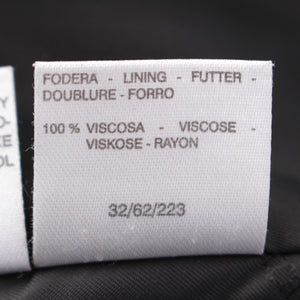 FODERA - LINING - FUTTER -
DOUBLURE - FORRO
100 % VISCOSA - VISCOSE -
VISKOSE - RAYON
32/62/223